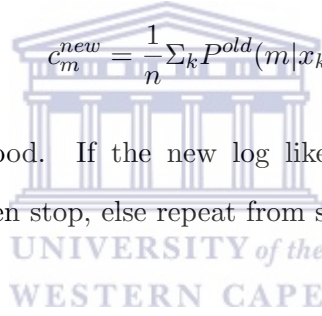 c_m^{new} = \frac{1}{n} Σ_k P^{old}(m|x_k
ood. If the new log like
en stop, else repeat from s
UNIVERSITY of the
WESTERN CAPE